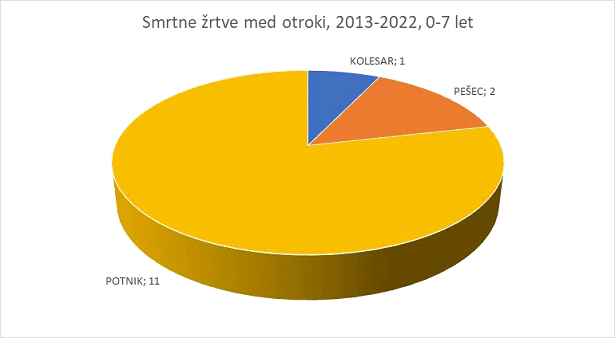 Smrtne žrtve med otroki, 2013-2022, 0-7 let
KOLESAR; 1
PEŠEC; 2
POTNIK; 11